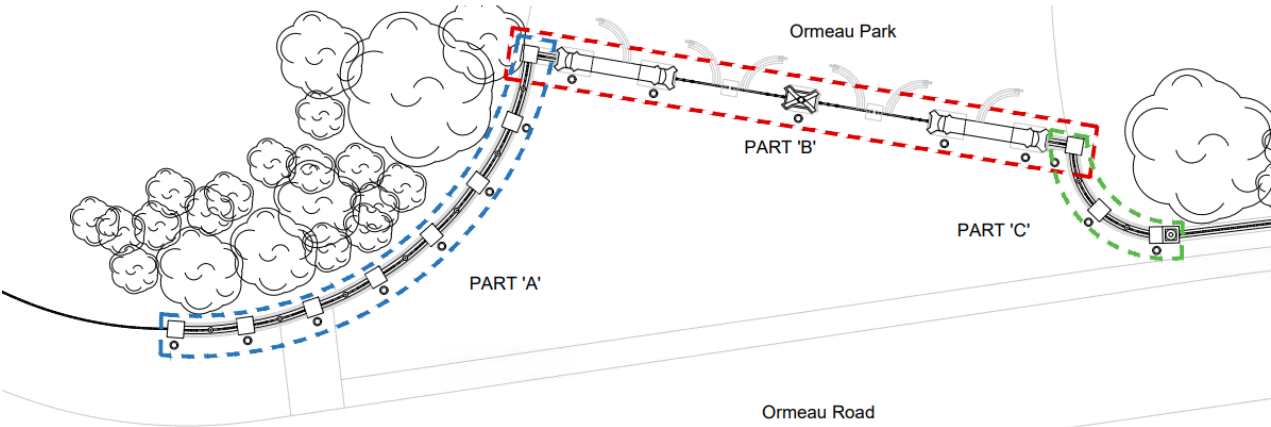 Ormeau Park
PART 'B'
PART 'C'
PART 'A'
Ormeau Road